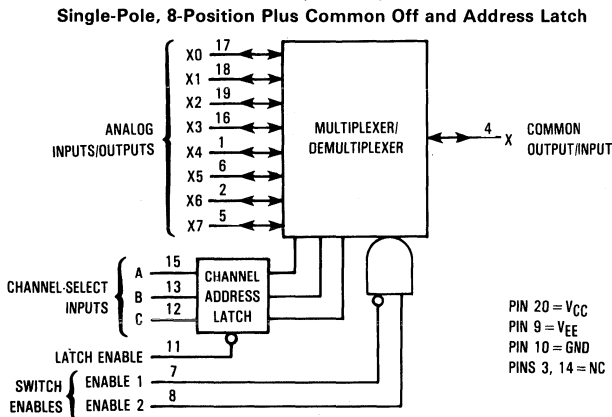 Single-Pole, 8-Position Plus Common Off and Address Latch
X0 17
X1 18
X2 19
X3 16
X4 1
X5 6
X6 2
X7 5
ANALOG
INPUTS/OUTPUTS
MULTIPLEXER/
DEMULTIPLEXER
4 X
COMMON
OUTPUT/INPUT
CHANNEL-SELECT
INPUTS
A 15
B 13
C 12
CHANNEL
ADDRESS
LATCH
LATCH ENABLE 11
SWITCH
ENABLES
ENABLE 1 7
ENABLE 2 8
PIN 20 = VCC
PIN 9 = VEE
PIN 10 = GND
PINS 3, 14 = NC